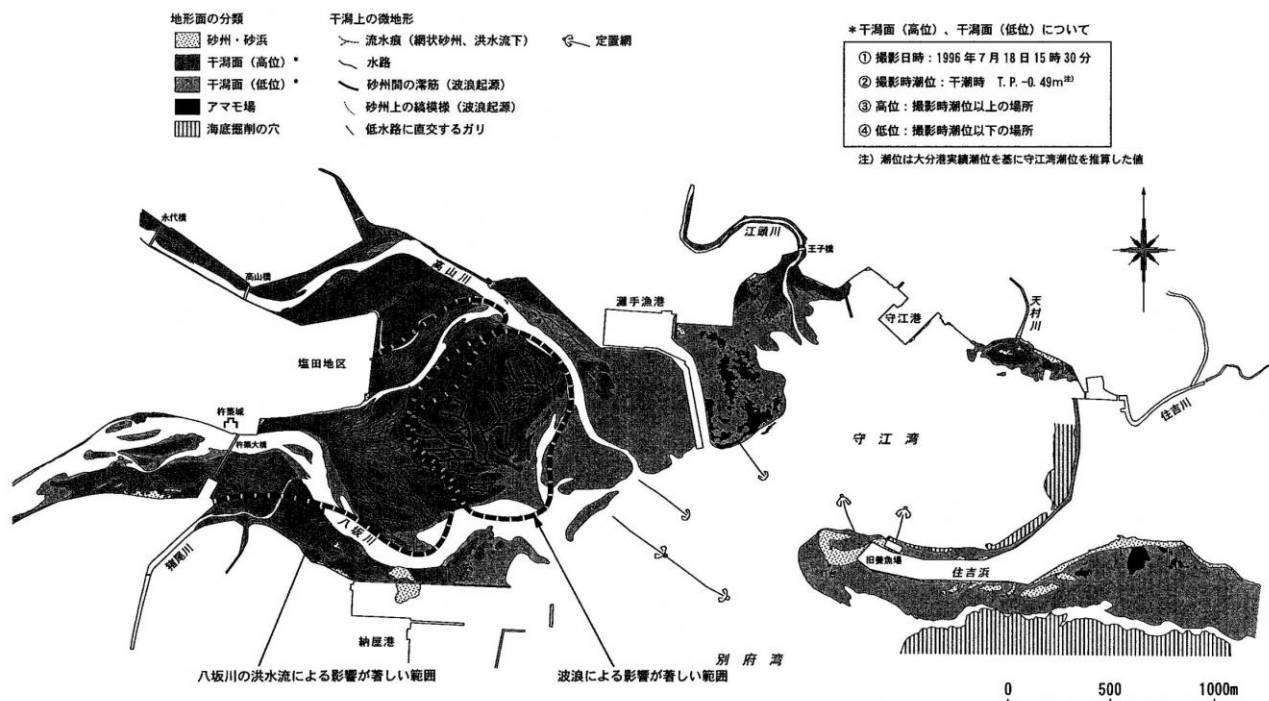 地形面の分類
砂州・砂浜
干潟面（高位）*
干潟面（低位）*
アマモ場
海底掘削の穴
干潟上の微地形
流水痕（網状砂州、洪水流下）
水路
砂州間の澪筋（波浪起源）
砂州上の縞模様（波浪起源）
低水路に直交するガリ
定置網
*干潟面（高位）、干潟面（低位）について
① 撮影日時：1996年7月18日15時30分
② 撮影時潮位：干潮時 T.P.-0.49m注）
③ 高位：撮影時潮位以上の場所
④ 低位：撮影時潮位以下の場所
注）潮位は大分港実績潮位を基に守江湾潮位を推算した値
永代橋
高山橋
高山川
江頭川
王子橋
灘手漁港
守江港
天村川
塩田地区
住吉川
杵築城
杵築大橋
守江湾
八坂川
猪尾川
旧養魚場
住吉浜
納屋港
別府湾
八坂川の洪水流による影響が著しい範囲
波浪による影響が著しい範囲
0 500 1000m